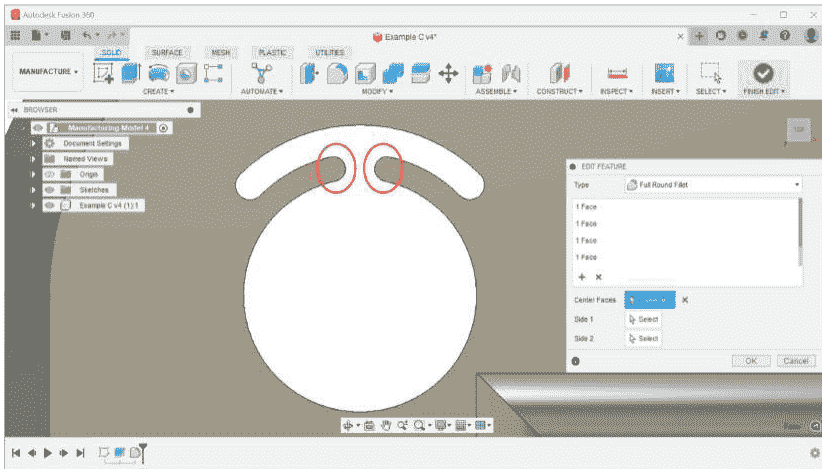 Autodesk Fusion 360
Example C v4*
MANUFACTURE
SOLID SURFACE MESH PLASTIC UTILITIES
CREATE AUTOMATE MODIFY ASSEMBLE CONSTRUCT INSPECT INSERT SELECT FINISH EDIT
BROWSER
Manufacturing Model 4
Document Settings
Named Views
Origin
Sketches
Example C v4 (1):1
TOP
EDIT FEATURE
Type Full Round Fillet
1 Face
1 Face
1 Face
1 Face
Center Faces
Side 1 Select
Side 2 Select
OK Cancel